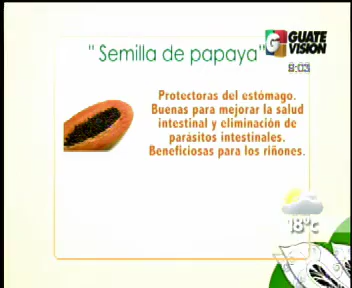 " Semilla de papaya"
GUATE
VISION
8:03
Protectoras del estómago.
Buenas para mejorar la salud
intestinal y eliminación de
parásitos intestinales.
Beneficiosas para los riñones.
18°C